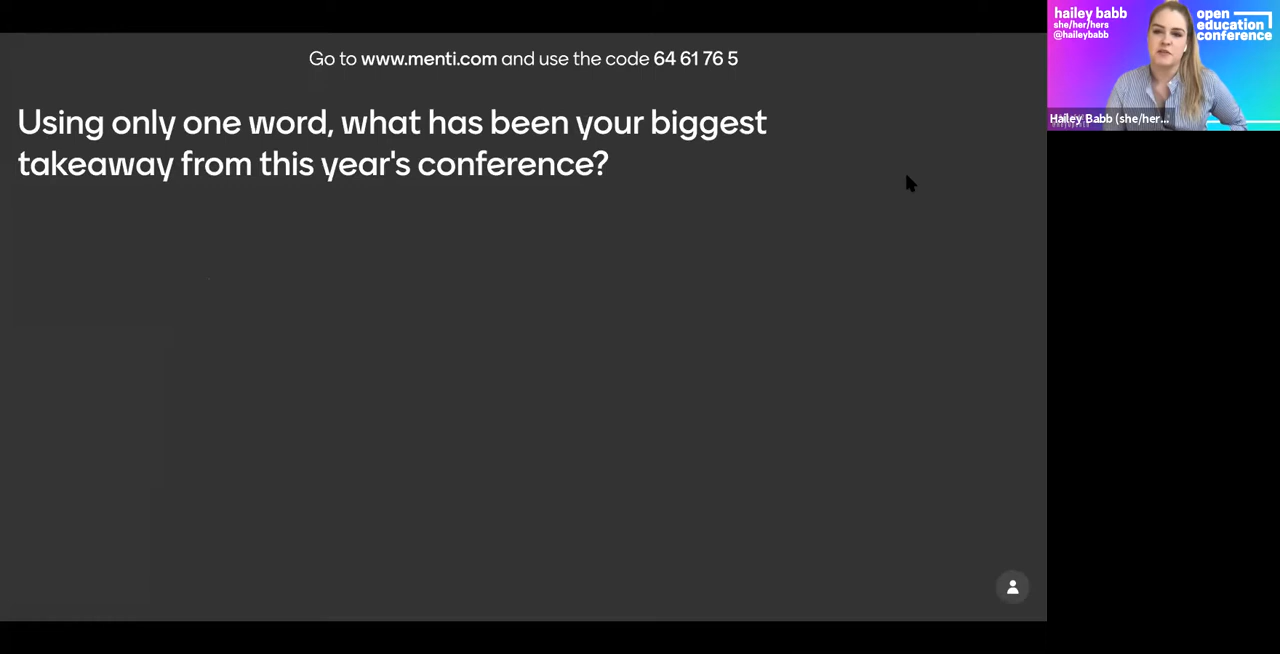 Go to www.menti.com and use the code 64 61 76 5
Using only one word, what has been your biggest
takeaway from this year's conference?
hailey babb
she/her/hers
@haileybabb
open
education
conference
Hailey Babb (she/her...